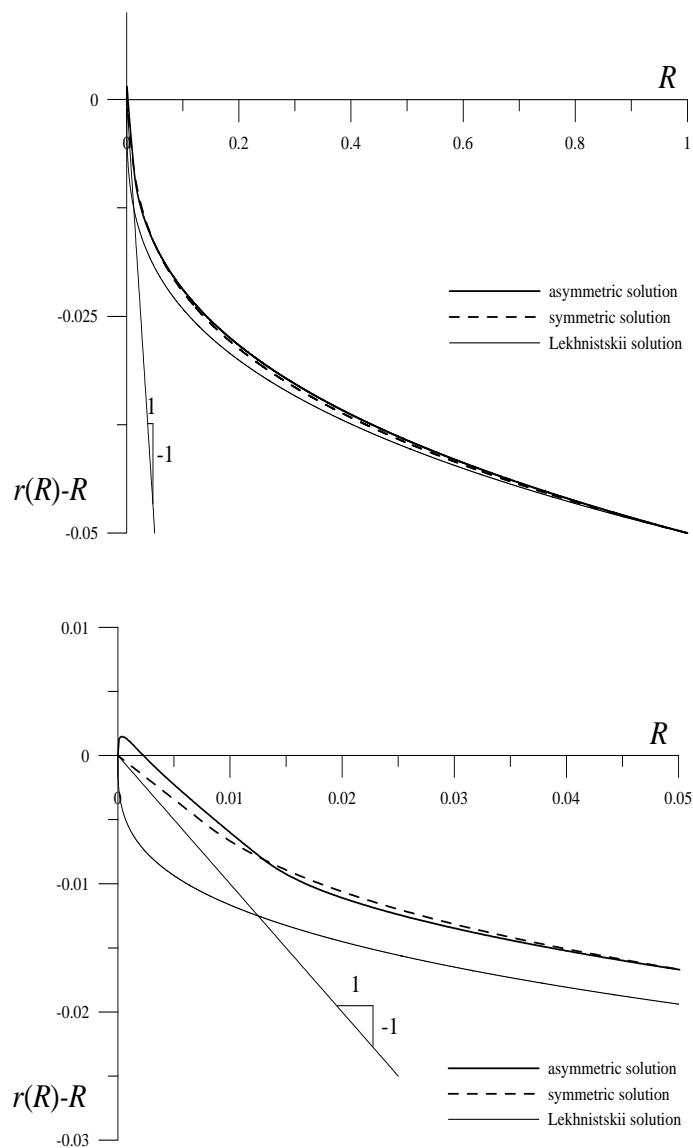 R
0
0 0.2 0.4 0.6 0.8 1
asymmetric solution
-0.025
symmetric solution
Lekhnistskii solution
1
-1
r(R)-R
-0.05
0.01
R
0
0 0.01 0.02 0.03 0.04 0.05
-0.01
1
-0.02
-1
asymmetric solution
r(R)-R
symmetric solution
Lekhnistskii solution
-0.03